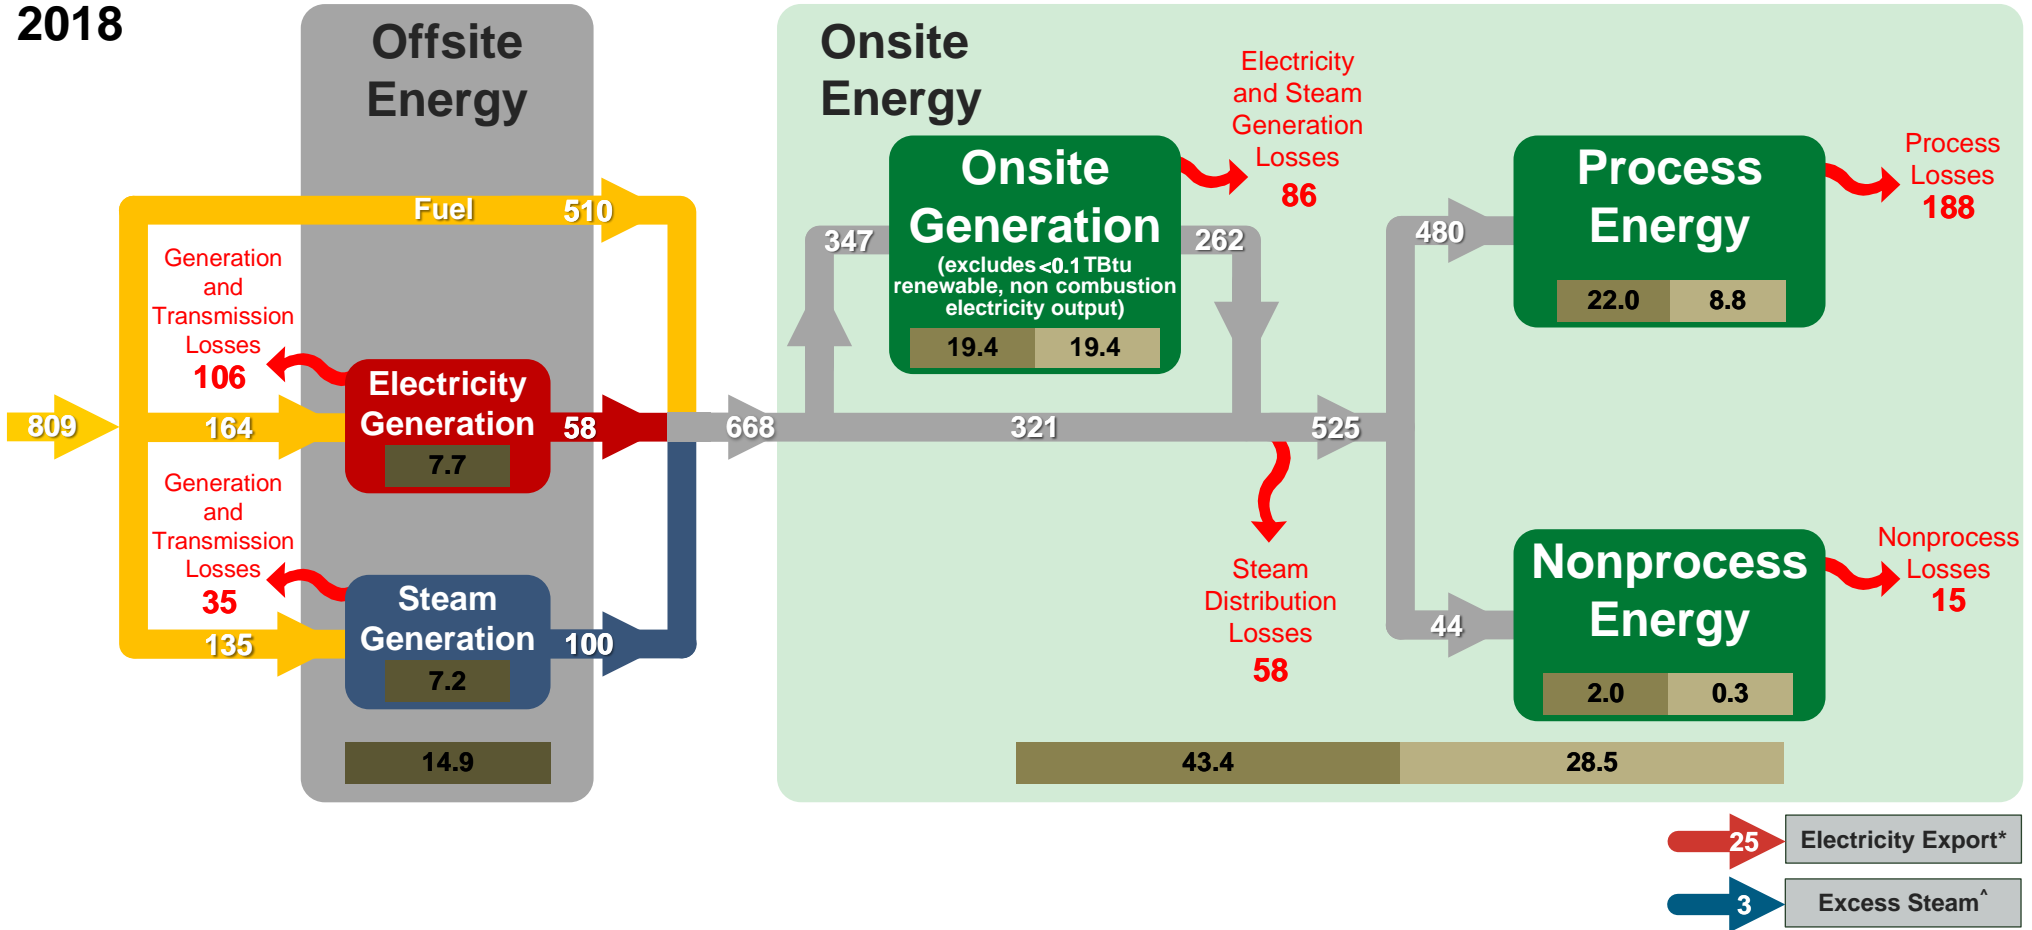 2018
Offsite
Energy
Onsite
Energy
Fuel
510
Generation
and
Transmission
Losses
106
Electricity
Generation
7.7
809
164
58
668
Generation
and
Transmission
Losses
35
Steam
Generation
7.2
135
100
14.9
347
Onsite
Generation
(excludes <0.1 TBtu
renewable, non combustion
electricity output)
19.4 19.4
262
Electricity
and Steam
Generation
Losses
86
321
525
Steam
Distribution
Losses
58
480
Process
Energy
22.0 8.8
Process
Losses
188
44
Nonprocess
Energy
2.0 0.3
Nonprocess
Losses
15
43.4 28.5
25 Electricity Export*
3 Excess Steam^